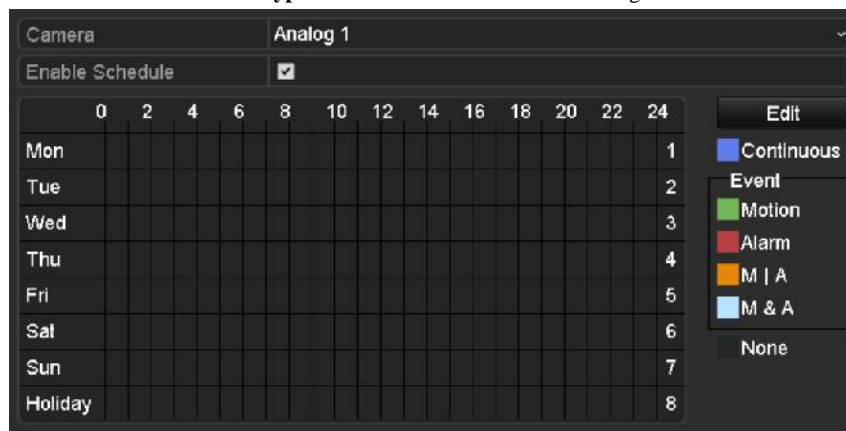 Camera Analog 1
Enable Schedule
0 2 4 6 8 10 12 14 16 18 20 22 24
Mon 1
Tue 2
Wed 3
Thu 4
Fri 5
Sat 6
Sun 7
Holiday 8
Edit
Continuous
Event
Motion
Alarm
M | A
M & A
None